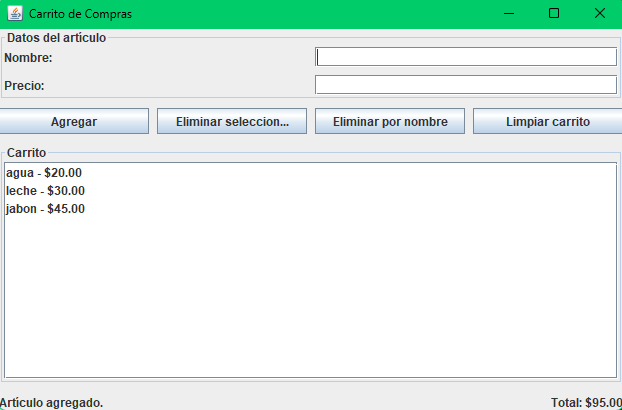 Carrito de Compras
Datos del artículo
Nombre:
Precio:
Agregar Eliminar seleccion... Eliminar por nombre Limpiar carrito
Carrito
agua - $20.00
leche - $30.00
jabon - $45.00
Artículo agregado. Total: $95.00